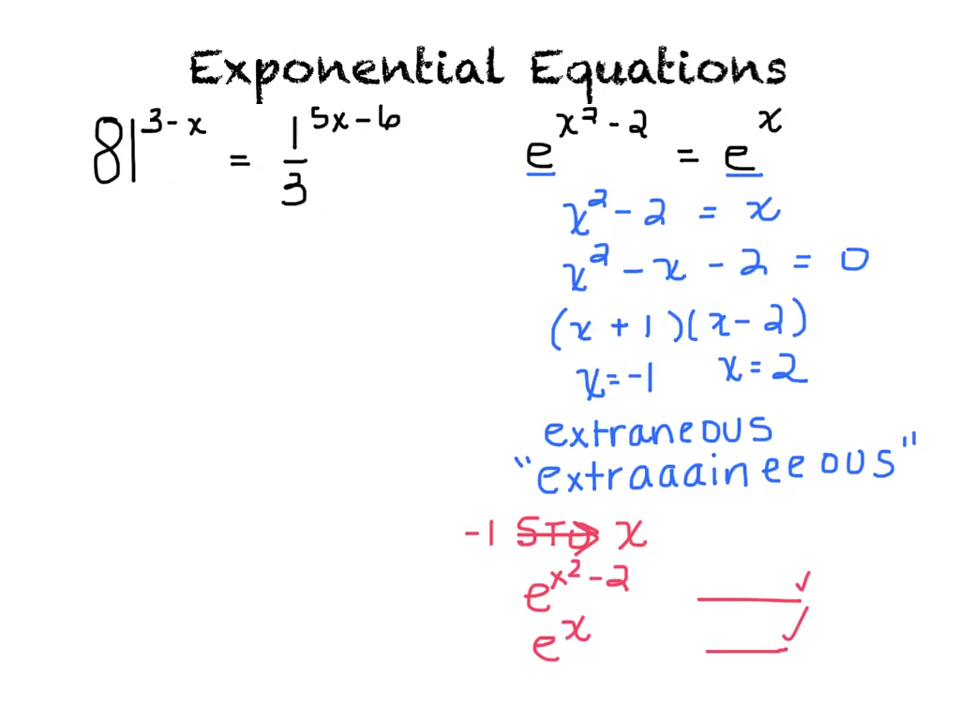 Exponential Equations
81^(3-x) = 1/3^(5x-6)
e^(x²-2) = e^x
x² - 2 = x
x² - x - 2 = 0
(x + 1)(x - 2)
x = -1 x = 2
extraneous
"extraaaineeous"
-1 STO x
e^(x²-2) ✓
e^x ✓